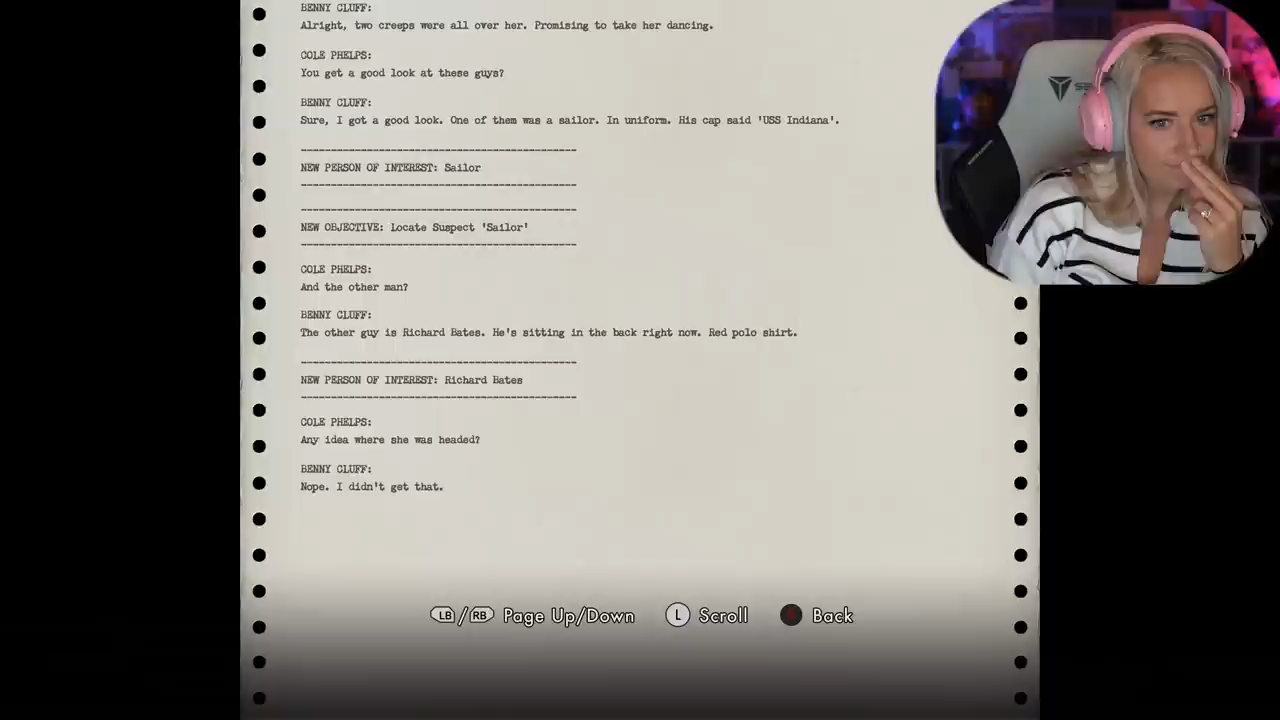 BENNY CLUFF:
Alright, two creeps were all over her. Promising to take her dancing.
COLE PHELPS:
You get a good look at these guys?
BENNY CLUFF:
Sure, I got a good look. One of them was a sailor. In uniform. His cap said 'USS Indiana'.
NEW PERSON OF INTEREST: Sailor
NEW OBJECTIVE: Locate Suspect 'Sailor'
COLE PHELPS:
And the other man?
BENNY CLUFF:
The other guy is Richard Bates. He's sitting in the back right now. Red polo shirt.
NEW PERSON OF INTEREST: Richard Bates
COLE PHELPS:
Any idea where she was headed?
BENNY CLUFF:
Nope. I didn't get that.
LB/RB Page Up/Down L Scroll Back